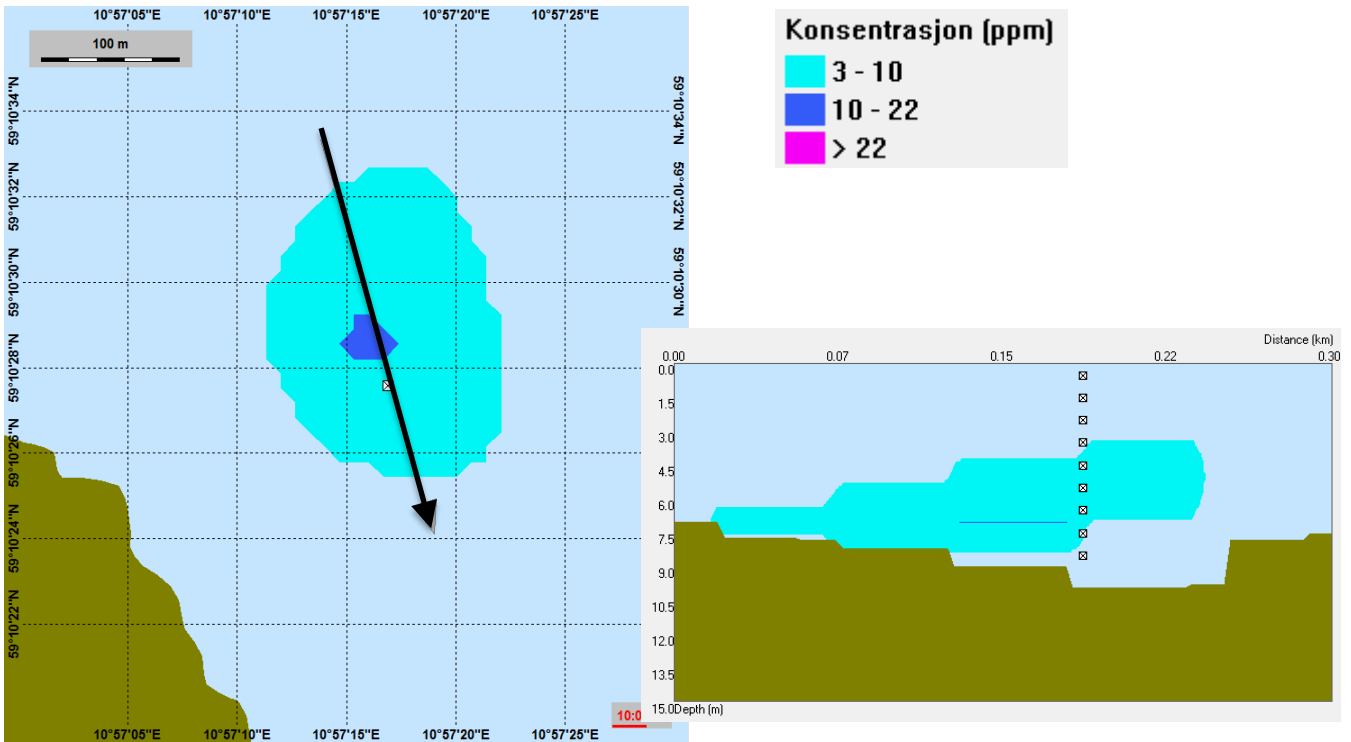 10°57'05"E 10°57'10"E 10°57'15"E 10°57'20"E 10°57'25"E
100 m
59°10'34"N
59°10'32"N
59°10'30"N
59°10'28"N
59°10'26"N
59°10'24"N
59°10'22"N
59°10'34"N
59°10'32"N
59°10'30"N
10°57'05"E 10°57'10"E 10°57'15"E 10°57'20"E 10°57'25"E
10:0
Konsentrasjon (ppm)
3 - 10
10 - 22
> 22
Distance (km)
0.00 0.07 0.15 0.22 0.30
0.0
1.5
3.0
4.5
6.0
7.5
9.0
10.5
12.0
13.5
15.0 Depth (m)